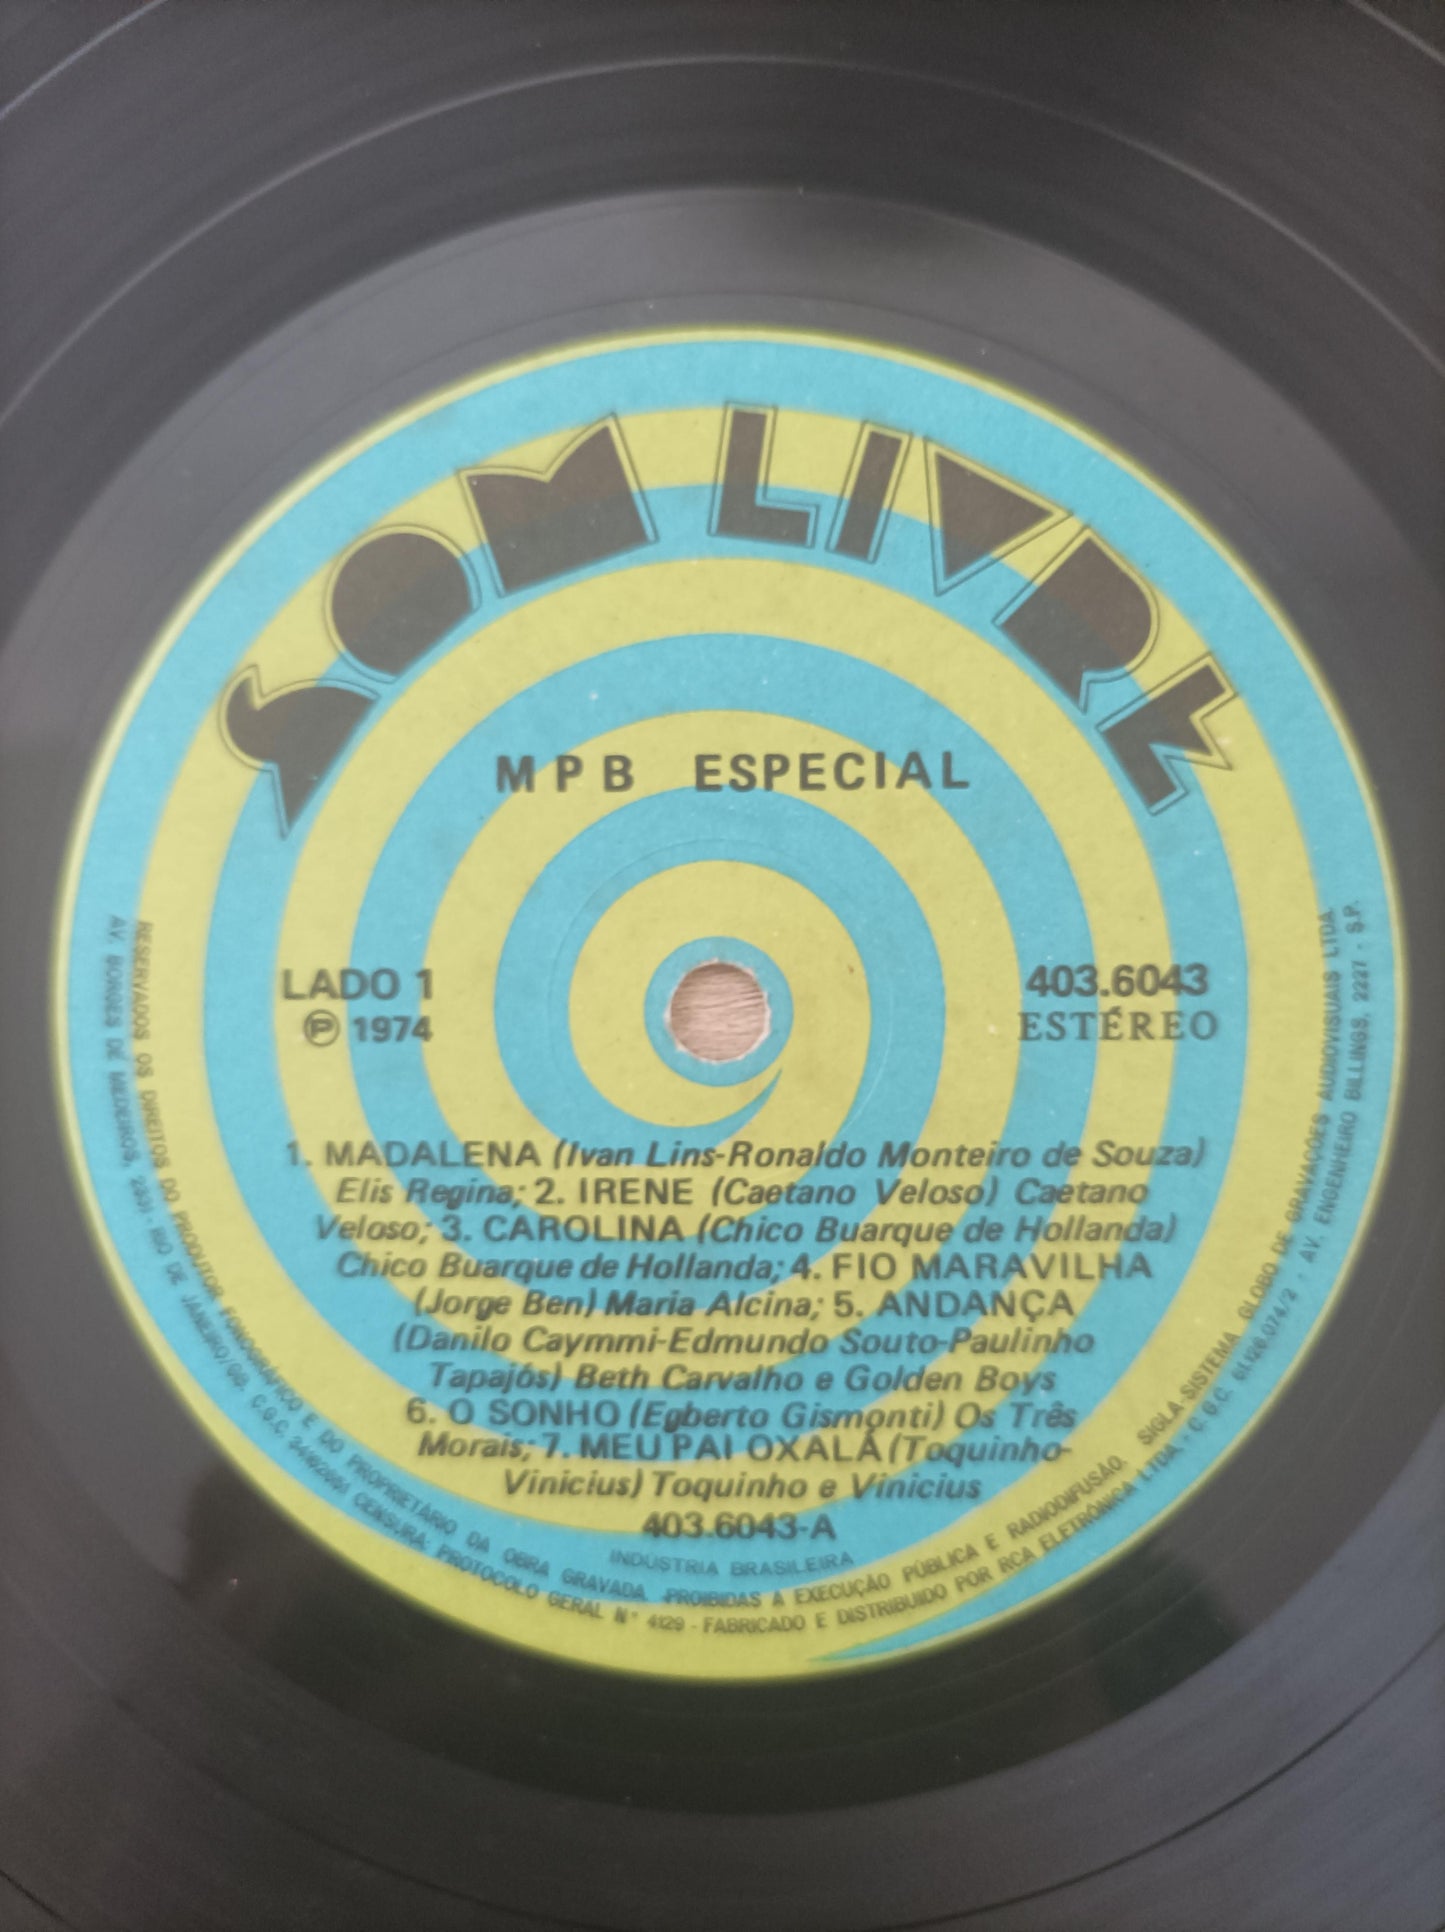 SOM LIVRE
MPB ESPECIAL
LADO 1
Ⓟ 1974
403.6043
ESTÉREO
1. MADALENA (Ivan Lins-Ronaldo Monteiro de Souza)
Elis Regina; 2. IRENE (Caetano Veloso) Caetano
Veloso; 3. CAROLINA (Chico Buarque de Hollanda)
Chico Buarque de Hollanda; 4. FIO MARAVILHA
(Jorge Ben) Maria Alcina; 5. ANDANÇA
(Danilo Caymmi-Edmundo Souto-Paulinho
Tapajós) Beth Carvalho e Golden Boys
6. O SONHO (Egberto Gismonti) Os Três
Morais; 7. MEU PAI OXALÁ (Toquinho-
Vinicius) Toquinho e Vinicius
403.6043-A
INDÚSTRIA BRASILEIRA
RESERVADOS OS DIREITOS DO PRODUTOR FONOGRÁFICO E DO PROPRIETÁRIO DA OBRA GRAVADA. PROIBIDAS A EXECUÇÃO PÚBLICA E RADIODIFUSÃO. SIGLA-SISTEMA GLOBO DE GRAVAÇÕES AUDIOVISUAIS LTDA.
AV. BORGES DE MEDEIROS, RIO DE JANEIRO/GB. C.G.C. CENSURA: PROTOCOLO GERAL Nº 4129 - FABRICADO E DISTRIBUIDO POR RCA ELETRÔNICA LTDA. - C.G.C. 61.126.074/2 - AV. ENGENHEIRO BILLINGS, 2227 - S.P.